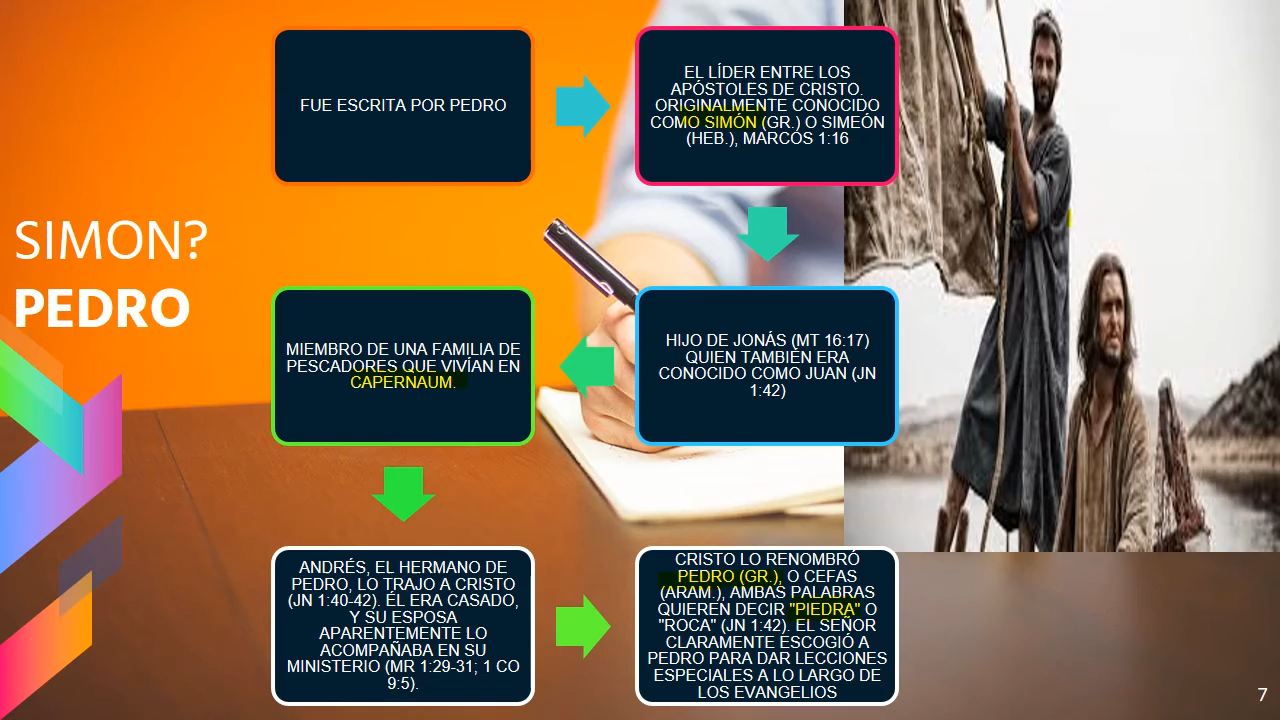 SIMON?
PEDRO
FUE ESCRITA POR PEDRO
EL LÍDER ENTRE LOS
APÓSTOLES DE CRISTO.
ORIGINALMENTE CONOCIDO
COMO SIMÓN (GR.) O SIMEÓN
(HEB.), MARCOS 1:16
HIJO DE JONÁS (MT 16:17)
QUIEN TAMBIÉN ERA
CONOCIDO COMO JUAN (JN
1:42)
MIEMBRO DE UNA FAMILIA DE
PESCADORES QUE VIVÍAN EN
CAPERNAUM.
ANDRÉS, EL HERMANO DE
PEDRO, LO TRAJO A CRISTO
(JN 1:40-42). ÉL ERA CASADO,
Y SU ESPOSA
APARENTEMENTE LO
ACOMPAÑABA EN SU
MINISTERIO (MR 1:29-31; 1 CO
9:5).
CRISTO LO RENOMBRÓ
PEDRO (GR.), O CEFAS
(ARAM.), AMBAS PALABRAS
QUIEREN DECIR "PIEDRA" O
"ROCA" (JN 1:42). EL SEÑOR
CLARAMENTE ESCOGIÓ A
PEDRO PARA DAR LECCIONES
ESPECIALES A LO LARGO DE
LOS EVANGELIOS
7